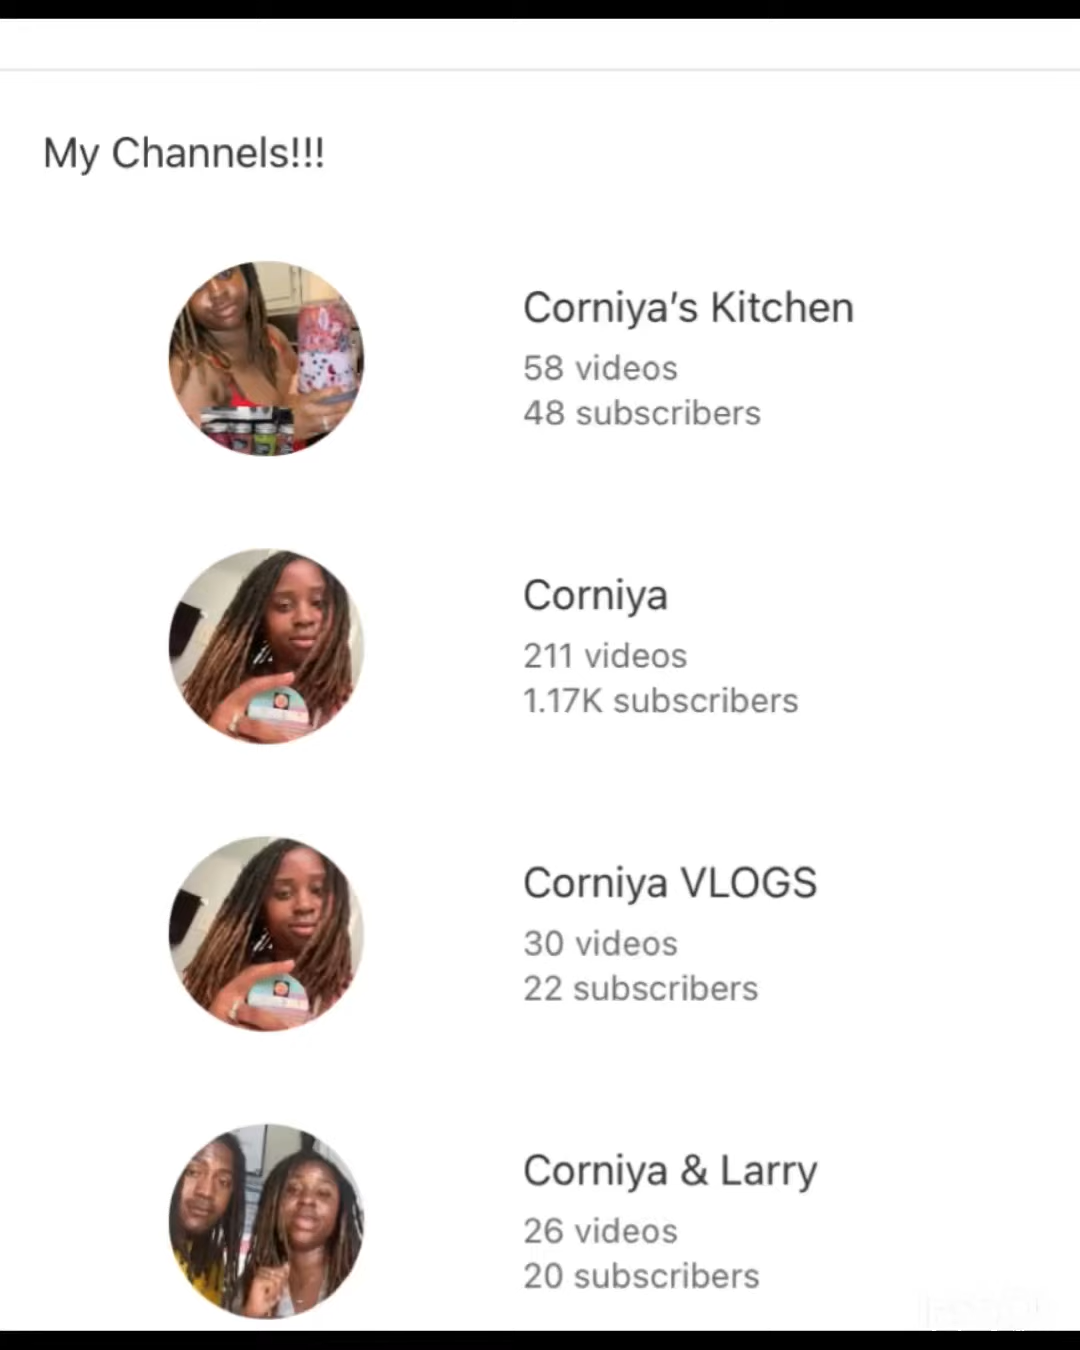 My Channels!!!
Corniya's Kitchen
58 videos
48 subscribers
Corniya
211 videos
1.17K subscribers
Corniya VLOGS
30 videos
22 subscribers
Corniya & Larry
26 videos
20 subscribers